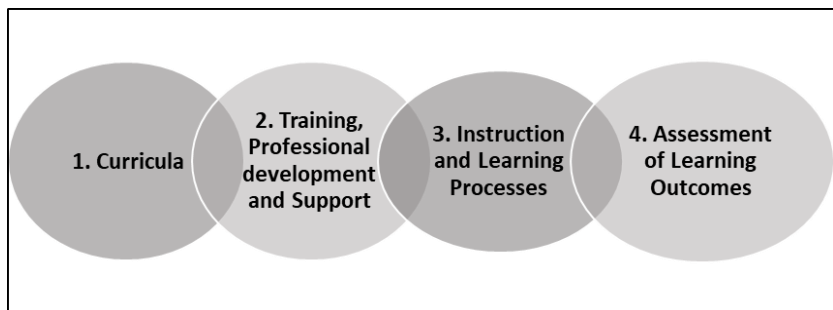 1. Curricula
2. Training,
Professional
development
and Support
3. Instruction
and Learning
Processes
4. Assessment
of Learning
Outcomes